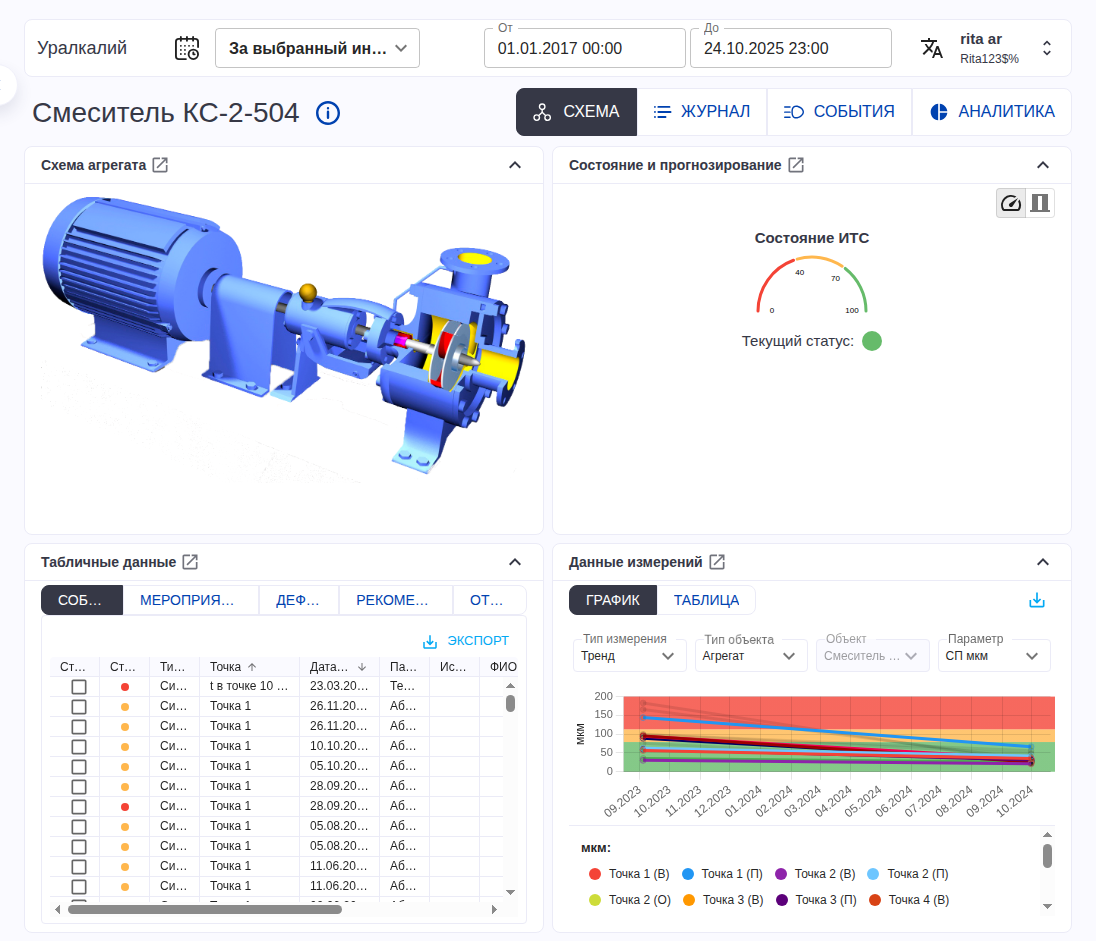 Уралкалий
За выбранный ин…
От
01.01.2017 00:00
До
24.10.2025 23:00
rita ar
Rita123$%
Смеситель КС-2-504
СХЕМА
ЖУРНАЛ
СОБЫТИЯ
АНАЛИТИКА
Схема агрегата
Состояние и прогнозирование
Состояние ИТС
0
40
70
100
Текущий статус:
Табличные данные
СОБ…
МЕРОПРИЯ…
ДЕФ…
РЕКОМЕ…
ОТ…
ЭКСПОРТ
Ст… Ст… Ти… Точка Дата… Па… Ис… ФИО
Си… t в точке 10 … 23.03.20… Те…
Си… Точка 1 26.11.20… Аб…
Си… Точка 1 26.11.20… Аб…
Си… Точка 1 10.10.20… Аб…
Си… Точка 1 05.10.20… Аб…
Си… Точка 1 28.09.20… Аб…
Си… Точка 1 28.09.20… Аб…
Си… Точка 1 05.08.20… Аб…
Си… Точка 1 05.08.20… Аб…
Си… Точка 1 11.06.20… Аб…
Си… Точка 1 11.06.20… Аб…
Данные измерений
ГРАФИК
ТАБЛИЦА
Тип измерения
Тренд
Тип объекта
Агрегат
Объект
Смеситель …
Параметр
СП мкм
мкм
200
150
100
50
0
09.2023 10.2023 11.2023 12.2023 01.2024 02.2024 03.2024 04.2024 05.2024 06.2024 07.2024 08.2024 09.2024 10.2024
мкм:
Точка 1 (В) Точка 1 (П) Точка 2 (В) Точка 2 (П)
Точка 2 (О) Точка 3 (В) Точка 3 (П) Точка 4 (В)